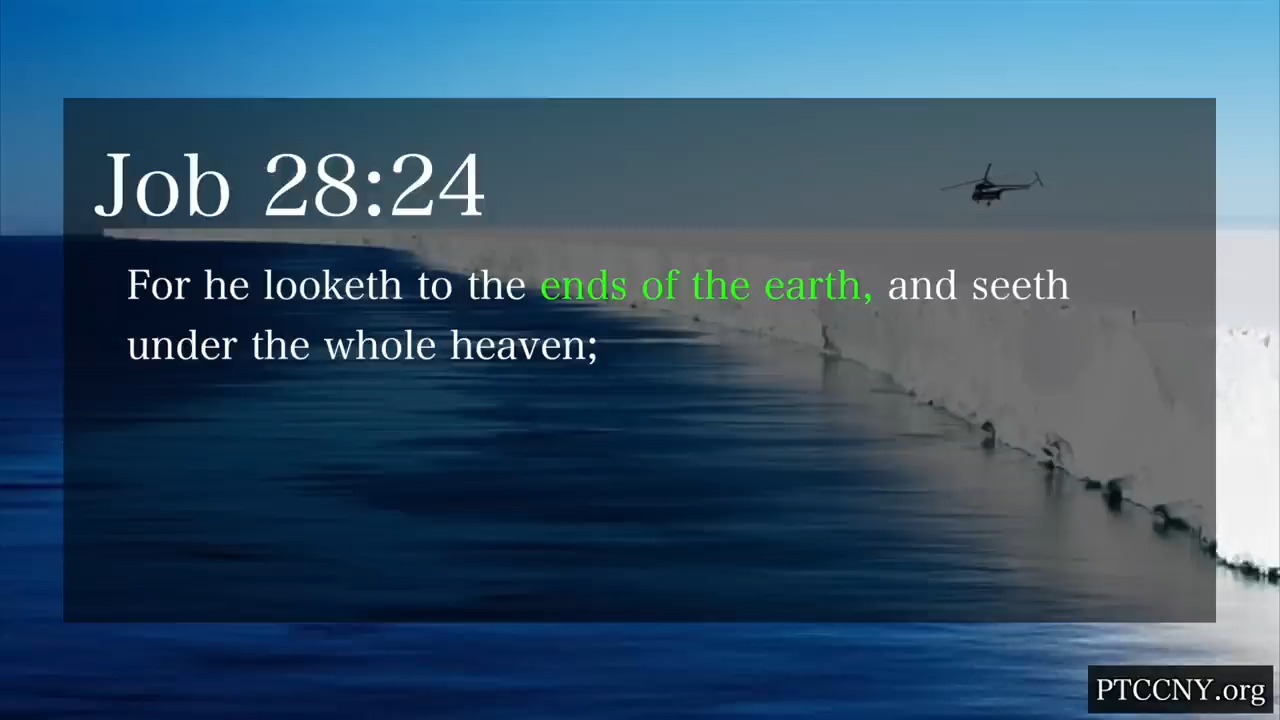 Job 28:24
For he looketh to the ends of the earth, and seeth
under the whole heaven;
PTCCNY.org